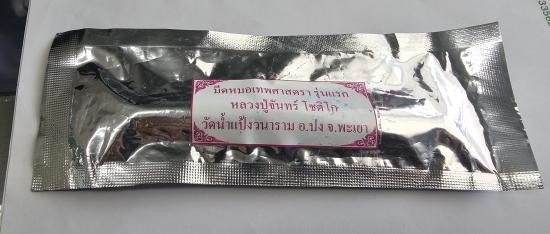 มีดหมอเทพศาสตรา รุ่นแรก
หลวงปู่จันทร์ โชติโก
วัดน้ำแป้งวนาราม อ.ปง จ.พะเยา